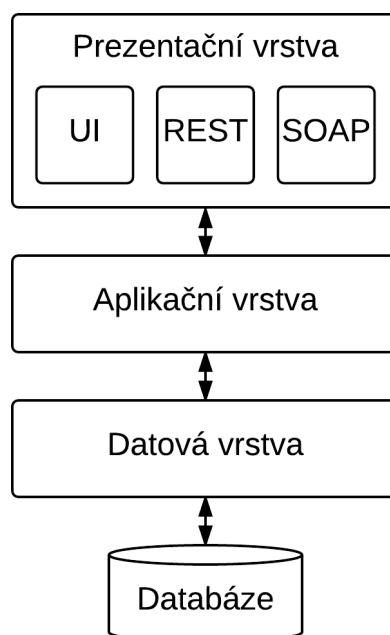 Prezentační vrstva
UI
REST
SOAP
Aplikační vrstva
Datová vrstva
Databáze